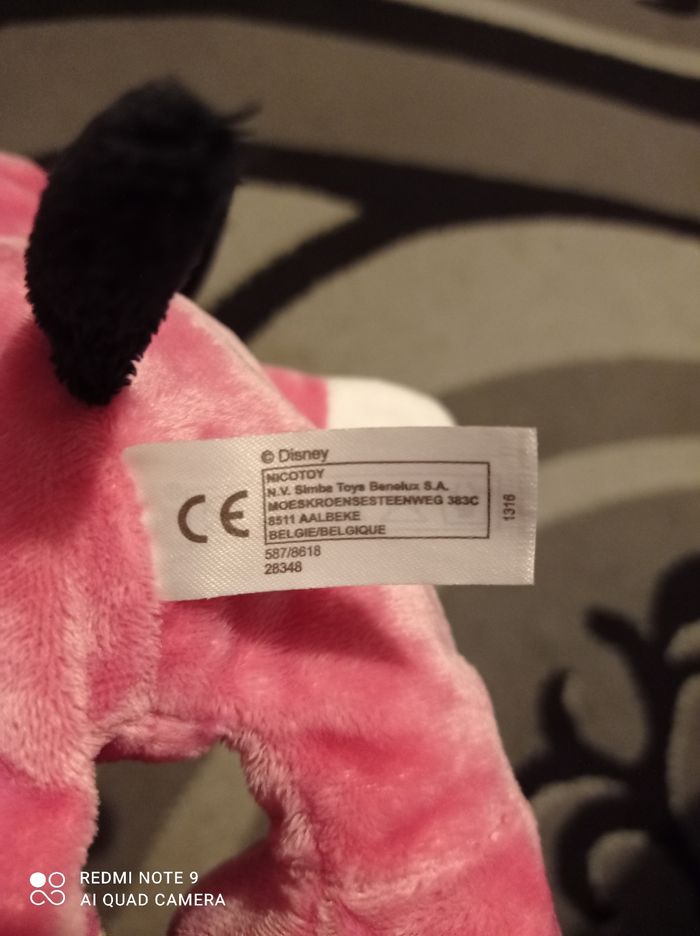 © Disney
NICOTOY
N.V. Simba Toys Benelux S.A.
MOESKROENSESTEENWEG 383C
8511 AALBEKE
BELGIE/BELGIQUE
587/8618
28348
CE
1316
REDMI NOTE 9
AI QUAD CAMERA